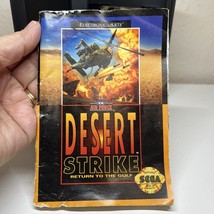 ELECTRONIC ARTS
DESERT
STRIKE
RETURN TO THE GULF
SEGA